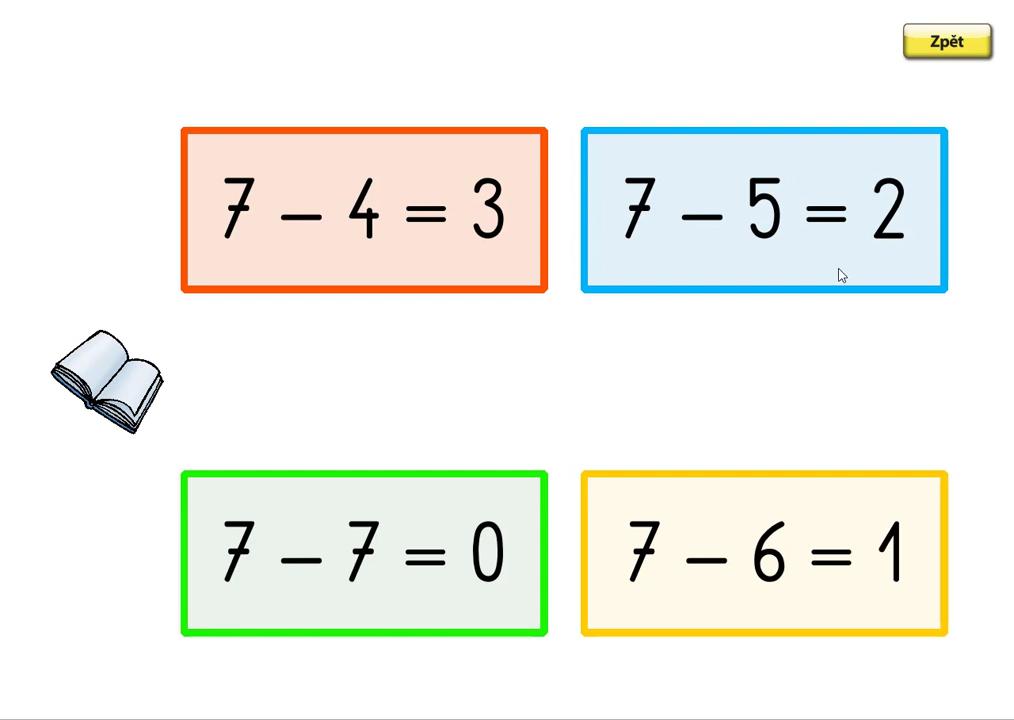 Zpět
7 – 4 = 3
7 – 5 = 2
7 – 7 = 0
7 – 6 = 1